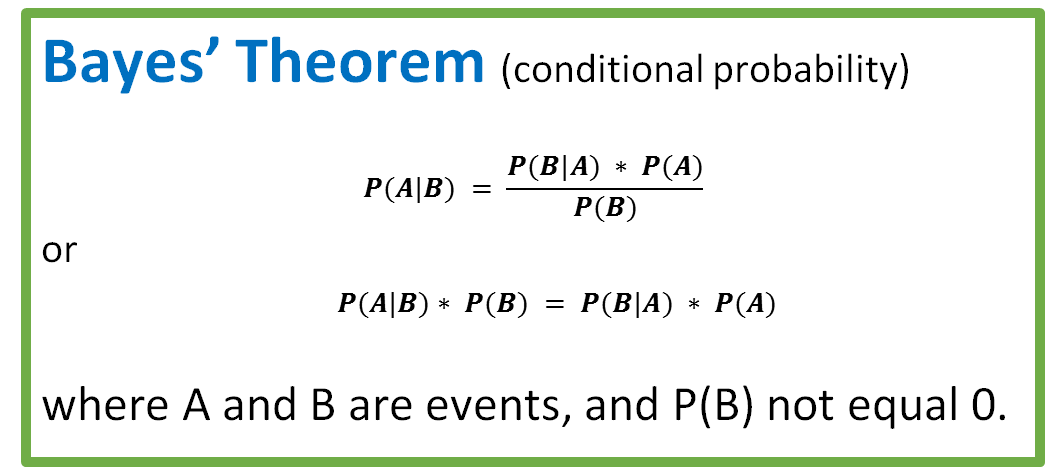 Bayes’ Theorem (conditional probability)
P(A|B) = P(B|A) * P(A) / P(B)
or
P(A|B) * P(B) = P(B|A) * P(A)
where A and B are events, and P(B) not equal 0.